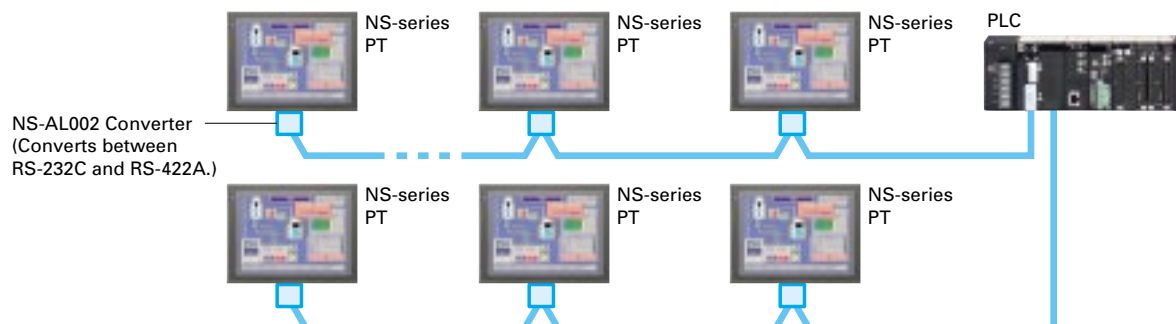 NS-series
PT
NS-series
PT
NS-series
PT
PLC
NS-AL002 Converter
(Converts between
RS-232C and RS-422A.)
NS-series
PT
NS-series
PT
NS-series
PT